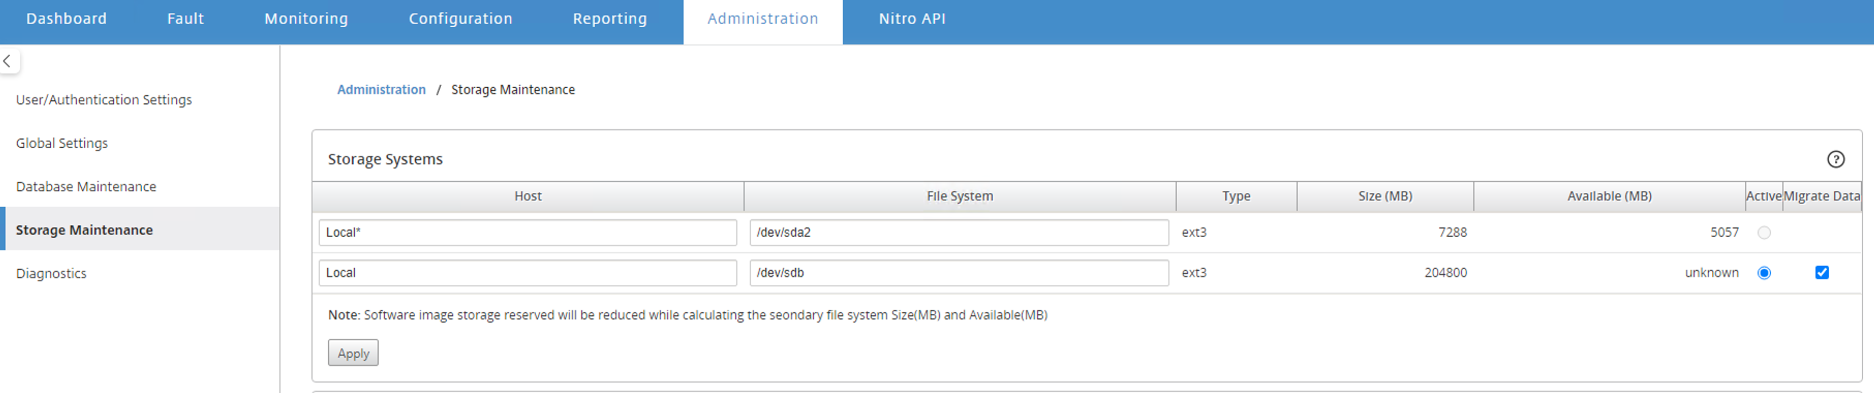 Dashboard Fault Monitoring Configuration Reporting Administration Nitro API
User/Authentication Settings
Global Settings
Database Maintenance
Storage Maintenance
Diagnostics
Administration / Storage Maintenance
Storage Systems
Host File System Type Size (MB) Available (MB) Active Migrate Data
Local* /dev/sda2 ext3 7288 5057
Local /dev/sdb ext3 204800 unknown
Note: Software image storage reserved will be reduced while calculating the seondary file system Size(MB) and Available(MB)
Apply